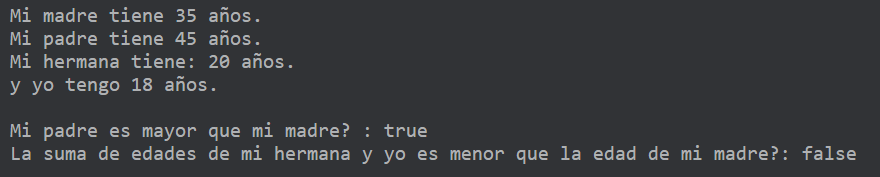 Mi madre tiene 35 años.
Mi padre tiene 45 años.
Mi hermana tiene: 20 años.
y yo tengo 18 años.
Mi padre es mayor que mi madre? : true
La suma de edades de mi hermana y yo es menor que la edad de mi madre?: false